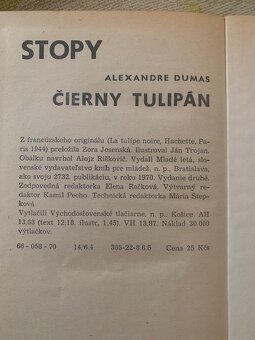 STOPY
ALEXANDRE DUMAS
ČIERNY TULIPÁN
Z francúzskeho originálu (La tulipe noire, Hachette, Pa-
ris 1944) preložila Zora Jesenská. Ilustroval Ján Trojan.
Obálku navrhol Alojz Riškovič. Vydali Mladé letá, slo-
venské vydavateľstvo kníh pre mládež, n. p., Bratislava,
ako svoju 2732. publikáciu, v roku 1970. Vydanie druhé.
Zodpovedná redaktorka Elena Račková. Výtvarný re-
daktor Kamil Pecho. Technická redaktorka Mária Štep-
ková
Vytlačili Východoslovenské tlačiarne, n. p., Košice. AH
13,63 (text 12,18, ilustr, 1,45). VH 13,87. Náklad 30 000
výtlačkov.
66-058-70 14/6.4 305-22-8.6.5 Cena 25 Kčs